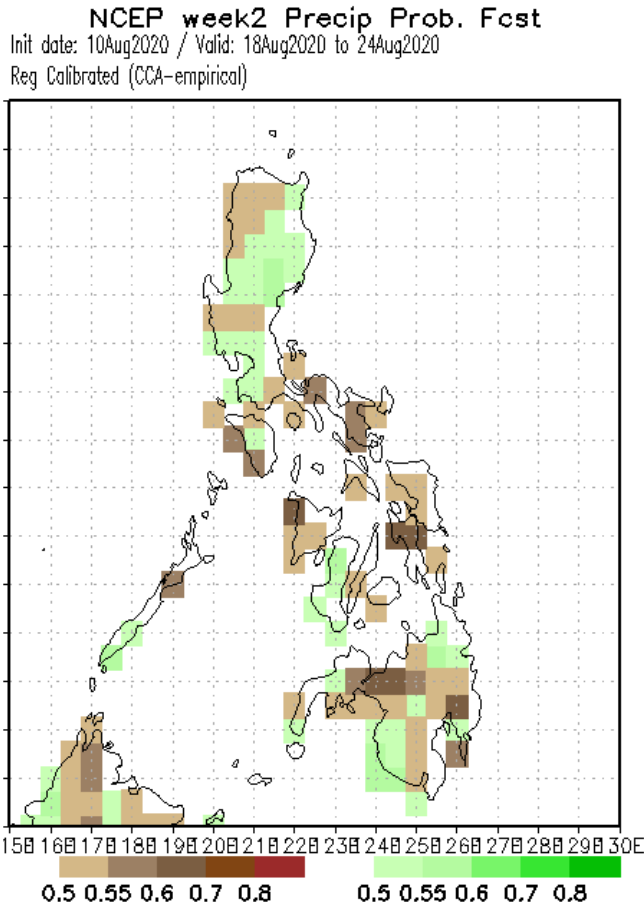 NCEP week2 Precip Prob. Fcst
Init date: 10Aug2020 / Valid: 18Aug2020 to 24Aug2020
Reg Calibrated (CCA-empirical)
0.5 0.55 0.6 0.7 0.8 0.5 0.55 0.6 0.7 0.8